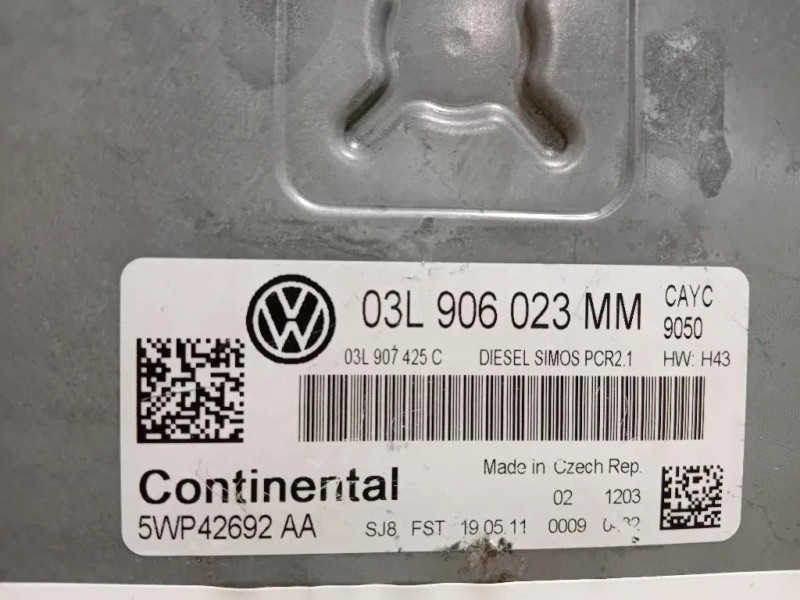 03L 906 023 MM CAYC
9050
03L 907 425 C DIESEL SIMOS PCR2.1 HW: H43
Made in Czech Rep.
Continental
02 1203
5WP42692 AA SJ8 FST 19.05.11 0009